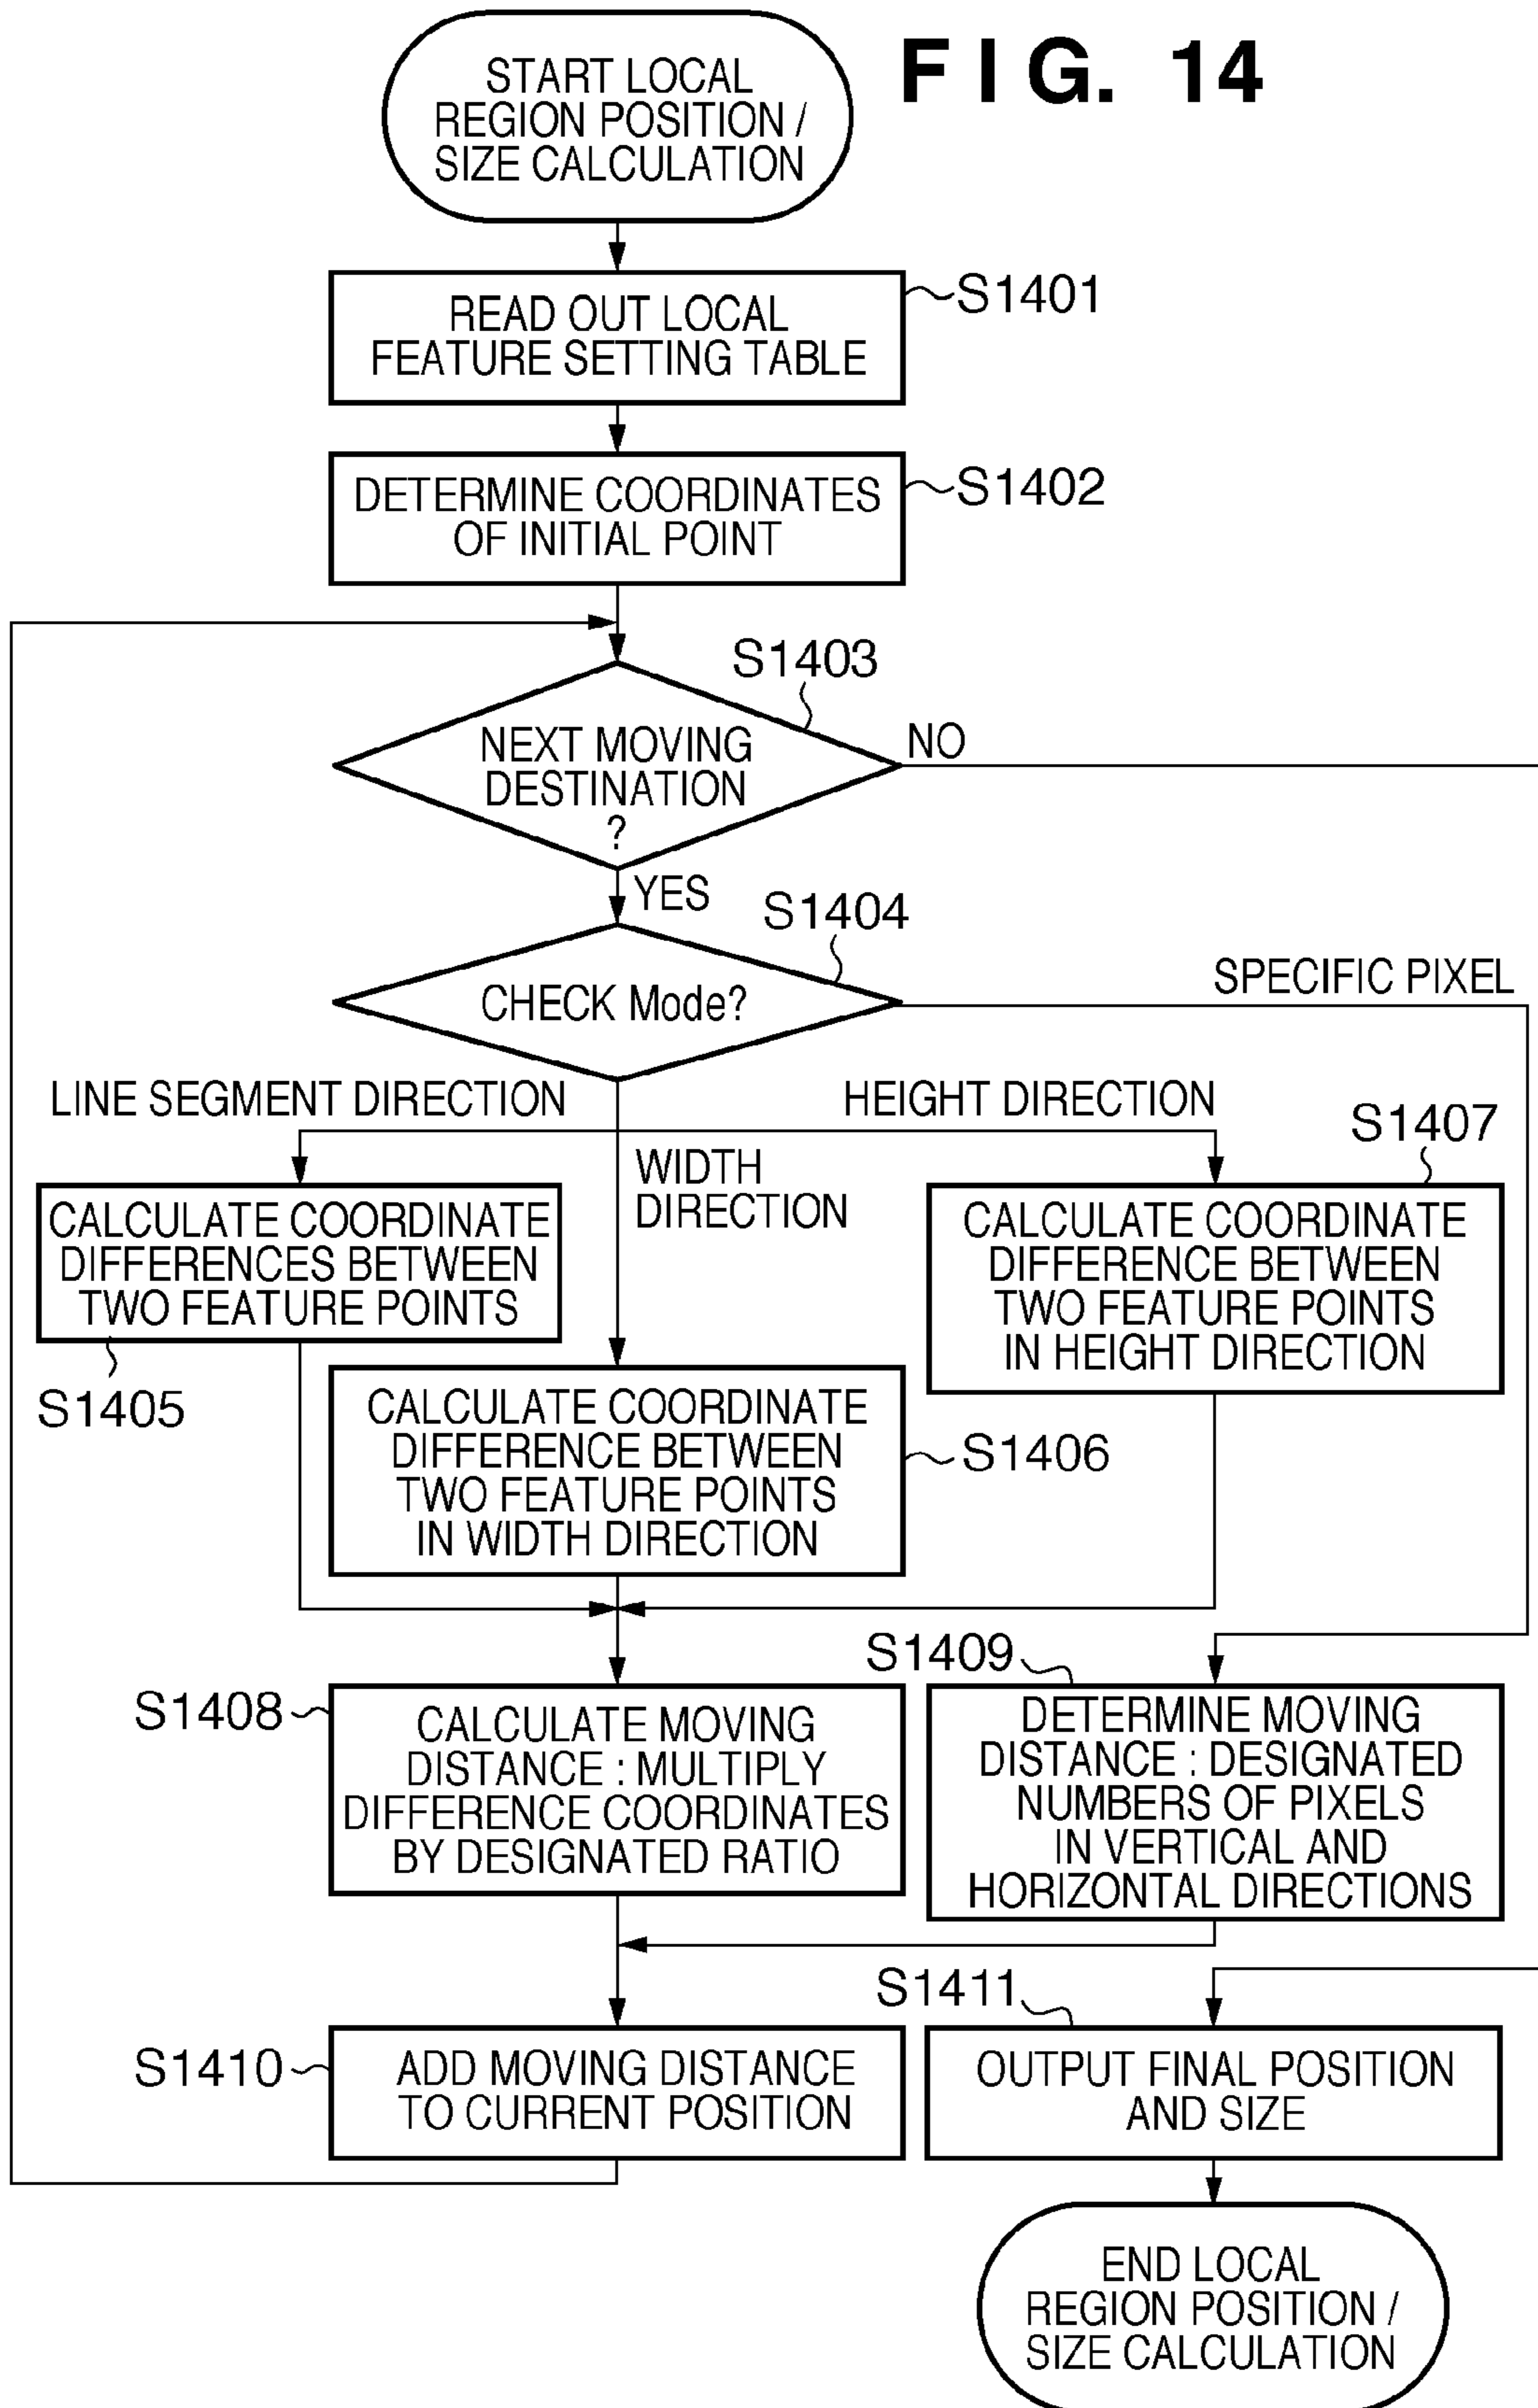 FIG. 14
START LOCAL
REGION POSITION /
SIZE CALCULATION
READ OUT LOCAL
FEATURE SETTING TABLE
S1401
DETERMINE COORDINATES
OF INITIAL POINT
S1402
S1403
NEXT MOVING
DESTINATION
?
NO
YES
S1404
CHECK Mode?
SPECIFIC PIXEL
LINE SEGMENT DIRECTION
HEIGHT DIRECTION
WIDTH
DIRECTION
S1407
CALCULATE COORDINATE
DIFFERENCES BETWEEN
TWO FEATURE POINTS
S1405
CALCULATE COORDINATE
DIFFERENCE BETWEEN
TWO FEATURE POINTS
IN HEIGHT DIRECTION
CALCULATE COORDINATE
DIFFERENCE BETWEEN
TWO FEATURE POINTS
IN WIDTH DIRECTION
S1406
S1408
CALCULATE MOVING
DISTANCE : MULTIPLY
DIFFERENCE COORDINATES
BY DESIGNATED RATIO
S1409
DETERMINE MOVING
DISTANCE : DESIGNATED
NUMBERS OF PIXELS
IN VERTICAL AND
HORIZONTAL DIRECTIONS
S1410
ADD MOVING DISTANCE
TO CURRENT POSITION
S1411
OUTPUT FINAL POSITION
AND SIZE
END LOCAL
REGION POSITION /
SIZE CALCULATION